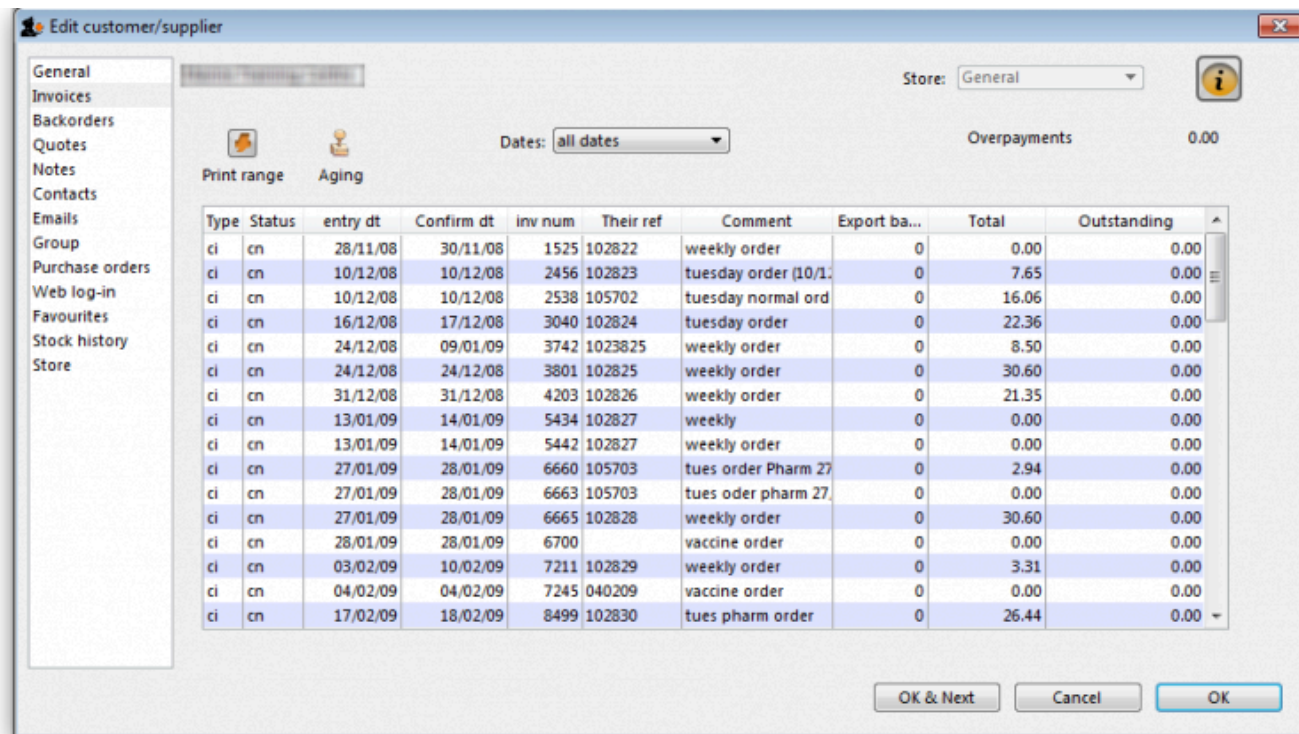 Edit customer/supplier
General
Invoices
Backorders
Quotes
Notes
Contacts
Emails
Group
Purchase orders
Web log-in
Favourites
Stock history
Store
Store: General
Print range Aging Dates: all dates Overpayments 0.00
Type Status entry dt Confirm dt inv num Their ref Comment Export ba... Total Outstanding
ci cn 28/11/08 30/11/08 1525 102822 weekly order 0 0.00 0.00
ci cn 10/12/08 10/12/08 2456 102823 tuesday order (10/1 0 7.65 0.00
ci cn 10/12/08 10/12/08 2538 105702 tuesday normal ord 0 16.06 0.00
ci cn 16/12/08 17/12/08 3040 102824 tuesday order 0 22.36 0.00
ci cn 24/12/08 09/01/09 3742 1023825 weekly order 0 8.50 0.00
ci cn 24/12/08 24/12/08 3801 102825 weekly order 0 30.60 0.00
ci cn 31/12/08 31/12/08 4203 102826 weekly order 0 21.35 0.00
ci cn 13/01/09 14/01/09 5434 102827 weekly 0 0.00 0.00
ci cn 13/01/09 14/01/09 5442 102827 weekly order 0 0.00 0.00
ci cn 27/01/09 28/01/09 6660 105703 tues order Pharm 27 0 2.94 0.00
ci cn 27/01/09 28/01/09 6663 105703 tues oder pharm 27, 0 0.00 0.00
ci cn 27/01/09 28/01/09 6665 102828 weekly order 0 30.60 0.00
ci cn 28/01/09 28/01/09 6700 vaccine order 0 0.00 0.00
ci cn 03/02/09 10/02/09 7211 102829 weekly order 0 3.31 0.00
ci cn 04/02/09 04/02/09 7245 040209 vaccine order 0 0.00 0.00
ci cn 17/02/09 18/02/09 8499 102830 tues pharm order 0 26.44 0.00
OK & Next Cancel OK